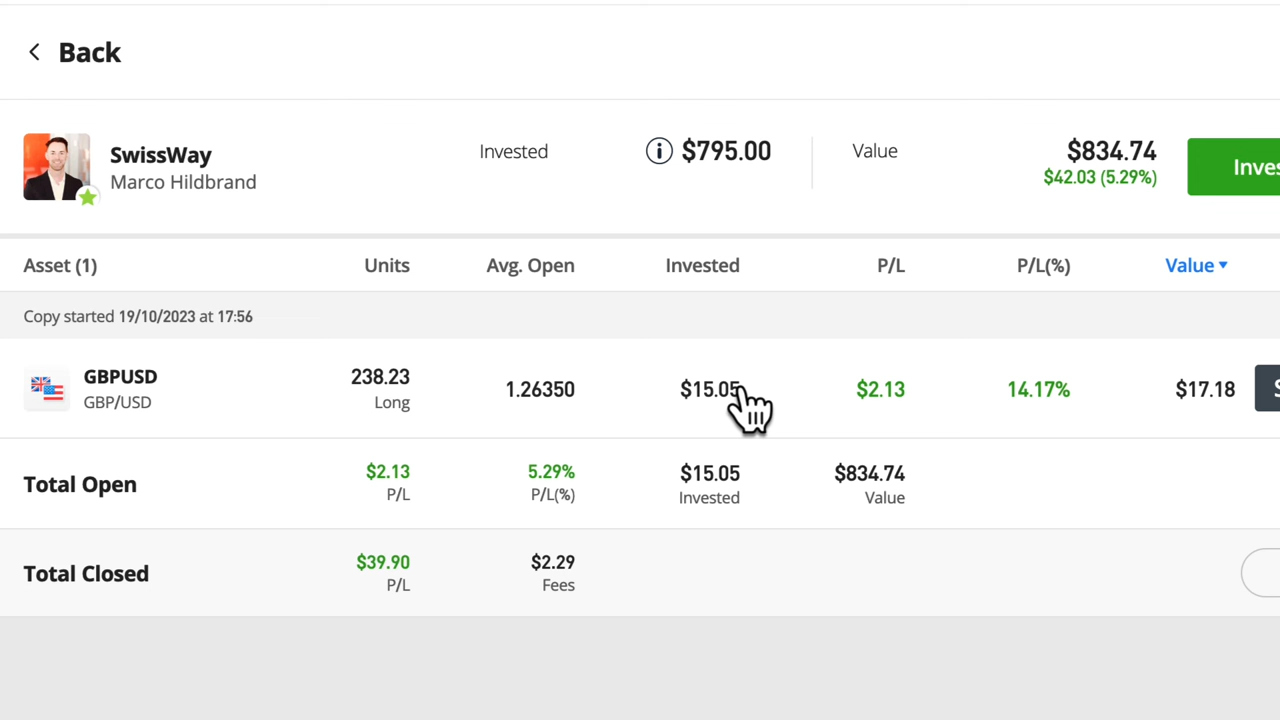 Back
SwissWay
Marco Hildbrand
Invested
$795.00
Value
$834.74
$42.03 (5.29%)
Asset (1)
Units
Avg. Open
Invested
P/L
P/L(%)
Value
Copy started 19/10/2023 at 17:56
GBPUSD
GBP/USD
238.23
Long
1.26350
$15.05
$2.13
14.17%
$17.18
Total Open
$2.13
P/L
5.29%
P/L(%)
$15.05
Invested
$834.74
Value
Total Closed
$39.90
P/L
$2.29
Fees